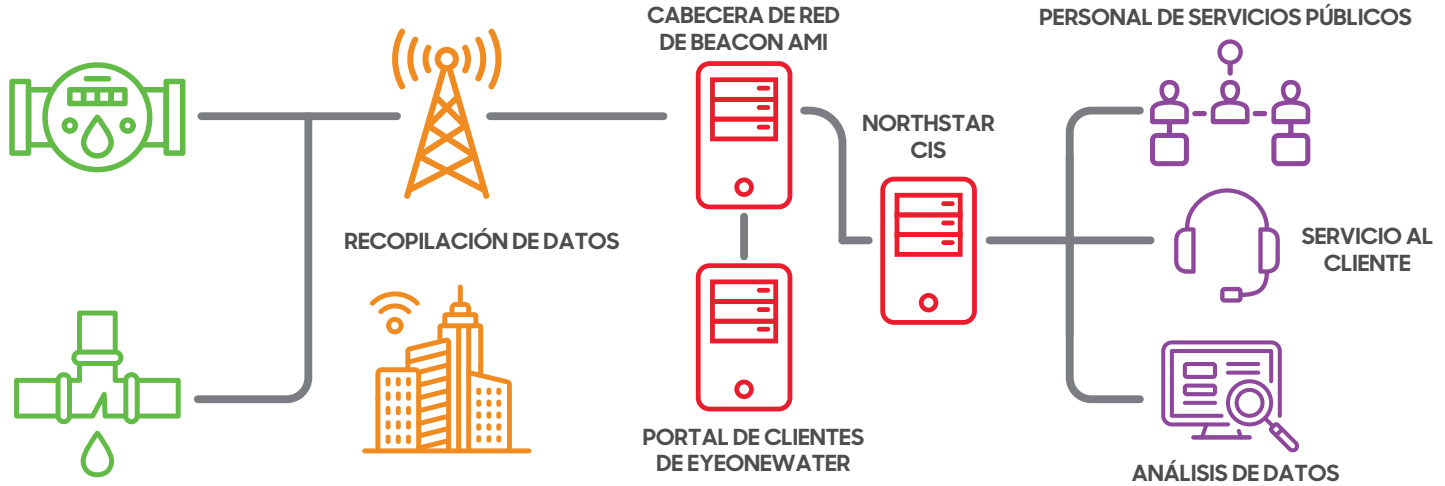 CABECERA DE RED
DE BEACON AMI
PERSONAL DE SERVICIOS PÚBLICOS
NORTHSTAR
CIS
RECOPILACIÓN DE DATOS
SERVICIO AL
CLIENTE
PORTAL DE CLIENTES
DE EYEONEWATER
ANÁLISIS DE DATOS